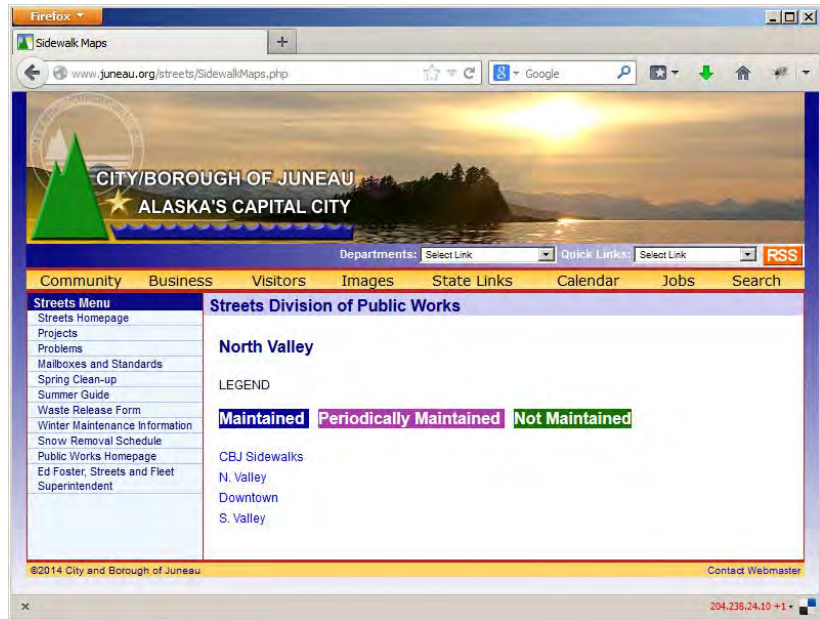 Firefox
Sidewalk Maps
www.juneau.org/streets/SidewalkMaps.php
Google
CITY/BOROUGH OF JUNEAU
ALASKA'S CAPITAL CITY
Departments: Select Link Quick Links: Select Link RSS
Community Business Visitors Images State Links Calendar Jobs Search
Streets Menu
Streets Homepage
Projects
Problems
Mailboxes and Standards
Spring Clean-up
Summer Guide
Waste Release Form
Winter Maintenance Information
Snow Removal Schedule
Public Works Homepage
Ed Foster, Streets and Fleet
Superintendent
Streets Division of Public Works
North Valley
LEGEND
Maintained Periodically Maintained Not Maintained
CBJ Sidewalks
N. Valley
Downtown
S. Valley
©2014 City and Borough of Juneau Contact Webmaster
204.238.24.10 +1